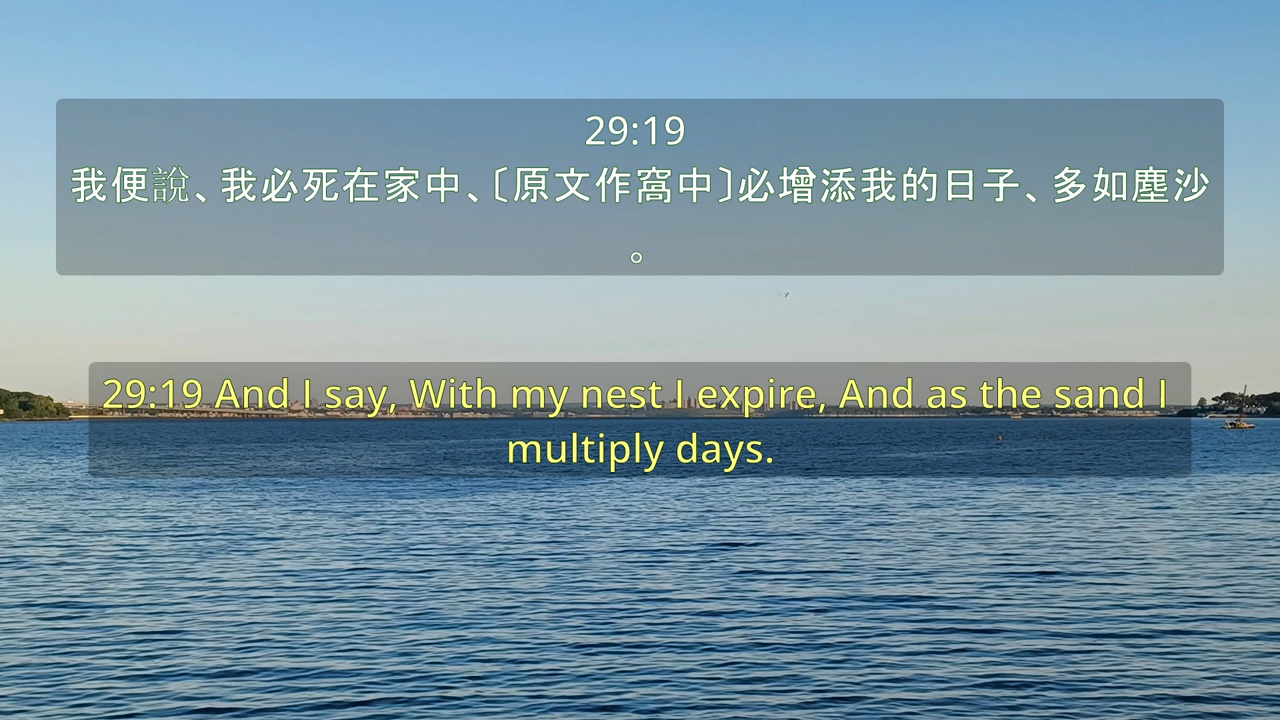 29:19
我便說、我必死在家中、〔原文作窩中〕必增添我的日子、多如塵沙
。
29:19 And I say, With my nest I expire, And as the sand I
multiply days.